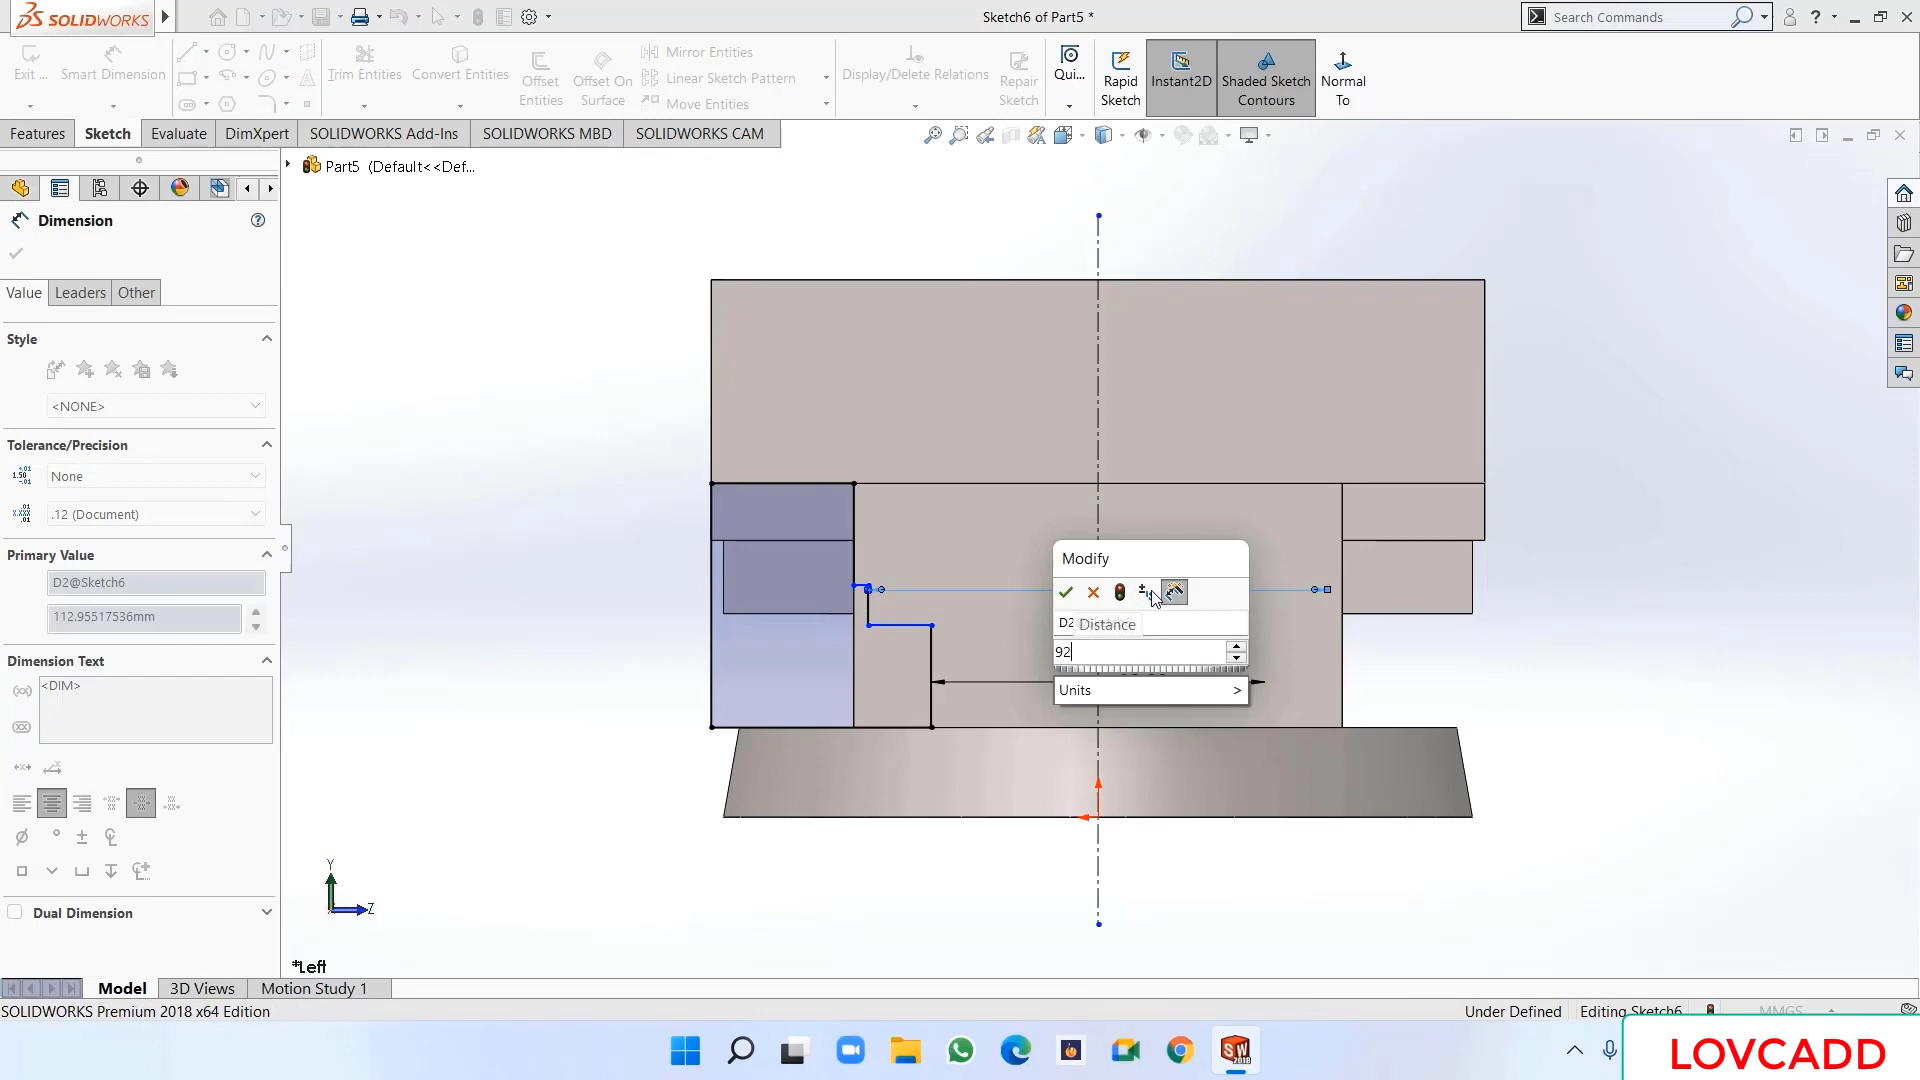 SOLIDWORKS
Sketch6 of Part5 *
Search Commands
Exit ...
Smart Dimension
Trim Entities
Convert Entities
Offset Entities
Offset On Surface
Mirror Entities
Linear Sketch Pattern
Move Entities
Display/Delete Relations
Repair Sketch
Qui...
Rapid Sketch
Instant2D
Shaded Sketch Contours
Normal To
Features
Sketch
Evaluate
DimXpert
SOLIDWORKS Add-Ins
SOLIDWORKS MBD
SOLIDWORKS CAM
Part5 (Default<<Def...
Dimension
Value
Leaders
Other
Style
<NONE>
Tolerance/Precision
None
.12 (Document)
Primary Value
D2@Sketch6
112.95517536mm
Dimension Text
<DIM>
Dual Dimension
Modify
D2
Distance
92
Units
Y
Z
*Left
Model
3D Views
Motion Study 1
SOLIDWORKS Premium 2018 x64 Edition
Under Defined
Editing Sketch6
MMGS
LOVCADD